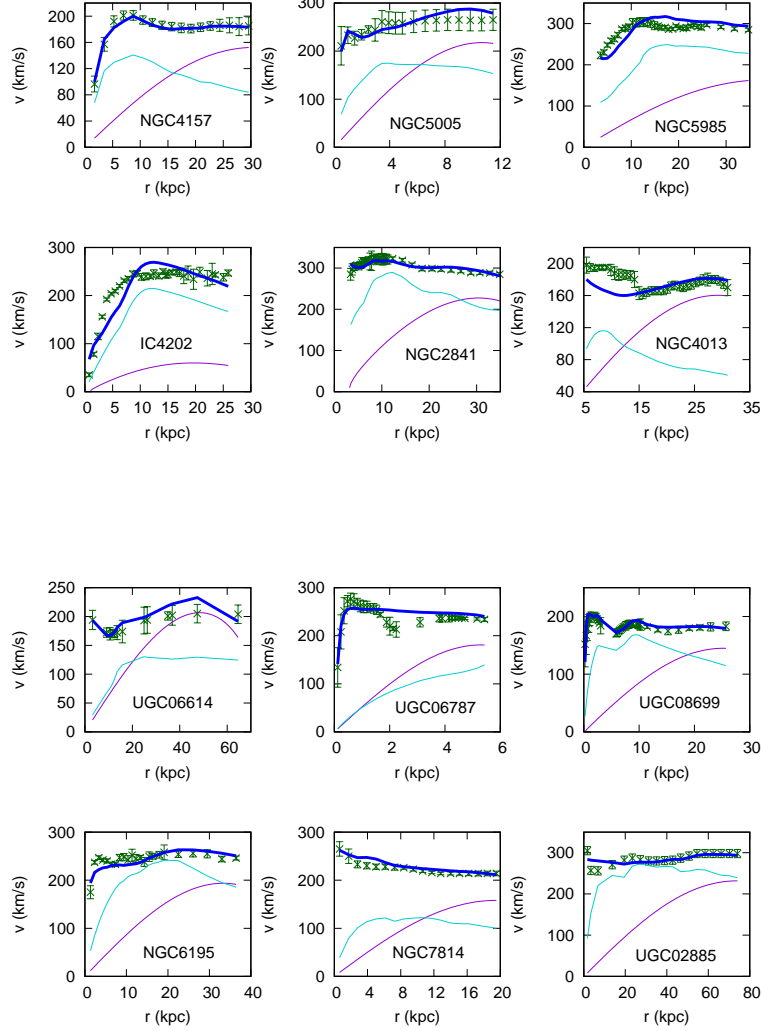 v (km/s)
200
160
120
80
40
0
NGC4157
0 5 10 15 20 25 30
r (kpc)
v (km/s)
300
200
100
0
NGC5005
0 4 8 12
r (kpc)
v (km/s)
300
200
100
0
NGC5985
0 10 20 30
r (kpc)
v (km/s)
300
200
100
0
IC4202
0 5 10 15 20 25 30
r (kpc)
v (km/s)
400
300
200
100
0
NGC2841
0 10 20 30
r (kpc)
v (km/s)
200
160
120
80
40
NGC4013
5 15 25 35
r (kpc)
v (km/s)
250
200
150
100
50
0
UGC06614
0 20 40 60
r (kpc)
v (km/s)
300
200
100
0
UGC06787
0 2 4 6
r (kpc)
v (km/s)
250
200
150
100
50
0
UGC08699
0 10 20 30
r (kpc)
v (km/s)
300
200
100
0
NGC6195
0 10 20 30 40
r (kpc)
v (km/s)
300
200
100
0
NGC7814
0 4 8 12 16 20
r (kpc)
v (km/s)
300
200
100
0
UGC02885
0 20 40 60 80
r (kpc)